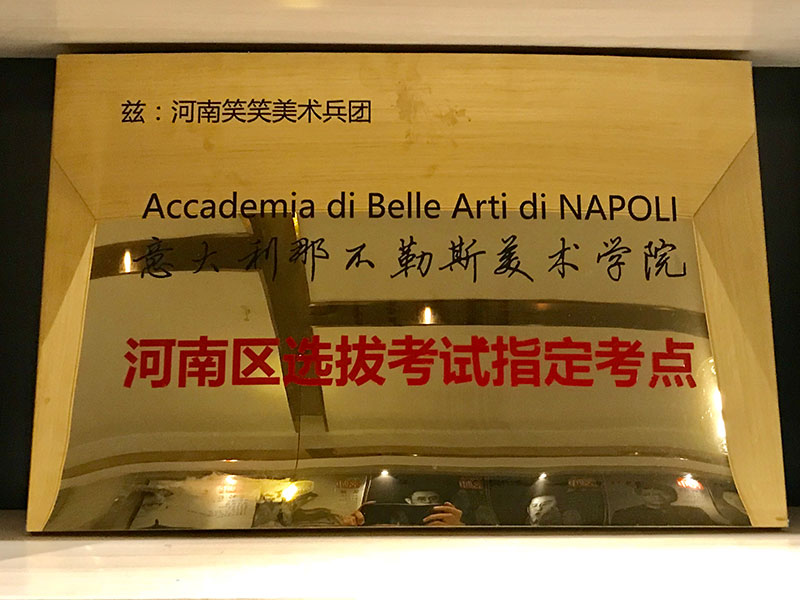 兹：河南笑笑美术兵团
Accademia di Belle Arti di NAPOLI
意大利那不勒斯美术学院
河南区选拔考试指定考点